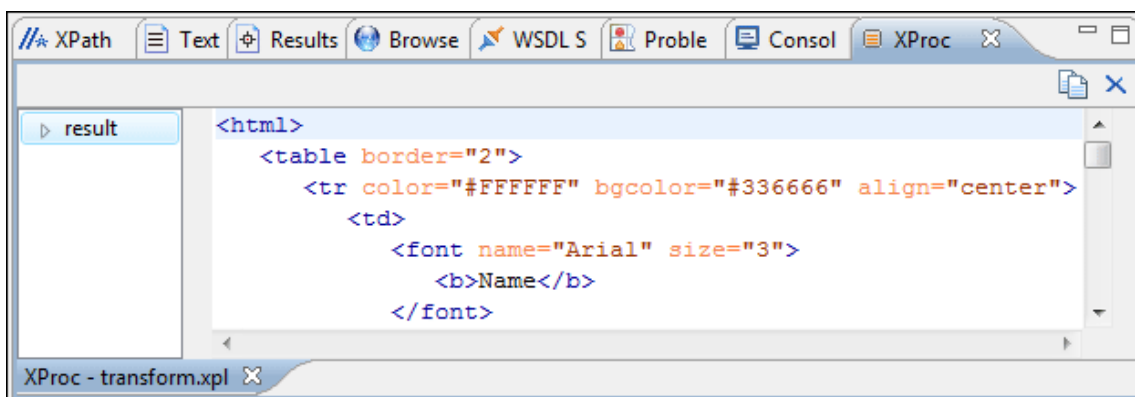 XPath Text Results Browse WSDL S Proble Consol XProc
result
<html>
<table border="2">
<tr color="#FFFFFF" bgcolor="#336666" align="center">
<td>
<font name="Arial" size="3">
<b>Name</b>
</font>
XProc - transform.xpl